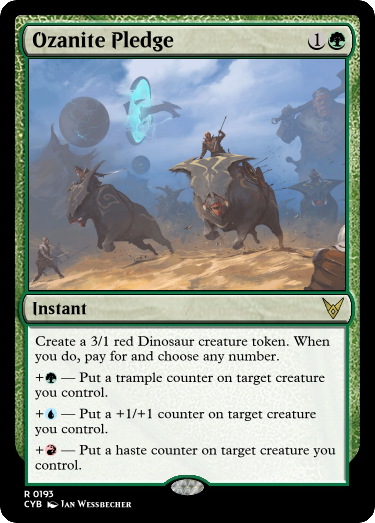 Ozanite Pledge 1
Instant
Create a 3/1 red Dinosaur creature token. When
you do, pay for and choose any number.
+ — Put a trample counter on target creature
you control.
+ — Put a +1/+1 counter on target creature
you control.
+ — Put a haste counter on target creature you
control.
R 0193
CYB Ian Wessbecher